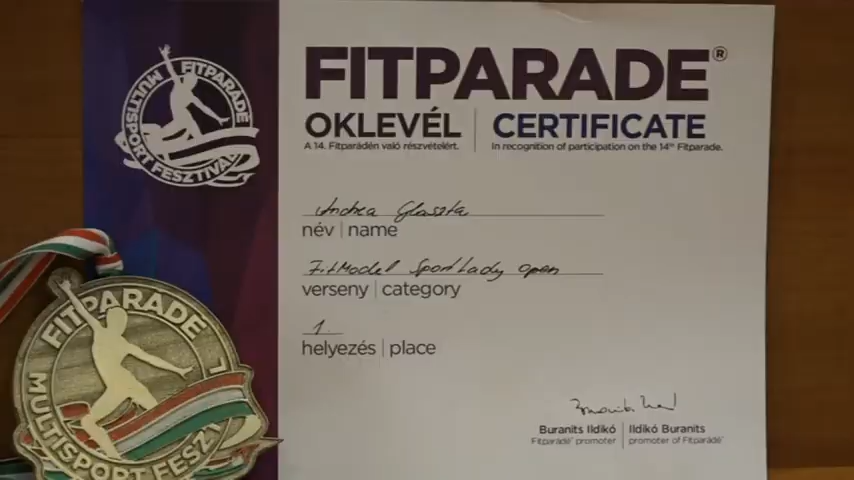 FITPARADE
MULTISPORT FESZTIVÁL
FITPARADE®
OKLEVÉL | CERTIFICATE
A 14. Fitparádén való részvételért. | In recognition of participation on the 14th Fitparade.
Andrea Glaszta
név | name
FitModel SportLady open
verseny | category
1.
helyezés | place
Buranits Ildikó | Ildikó Buranits
Fitparádé® promoter | promoter of Fitparádé®
FITPARADE
MULTISPORT FESZTIVÁL